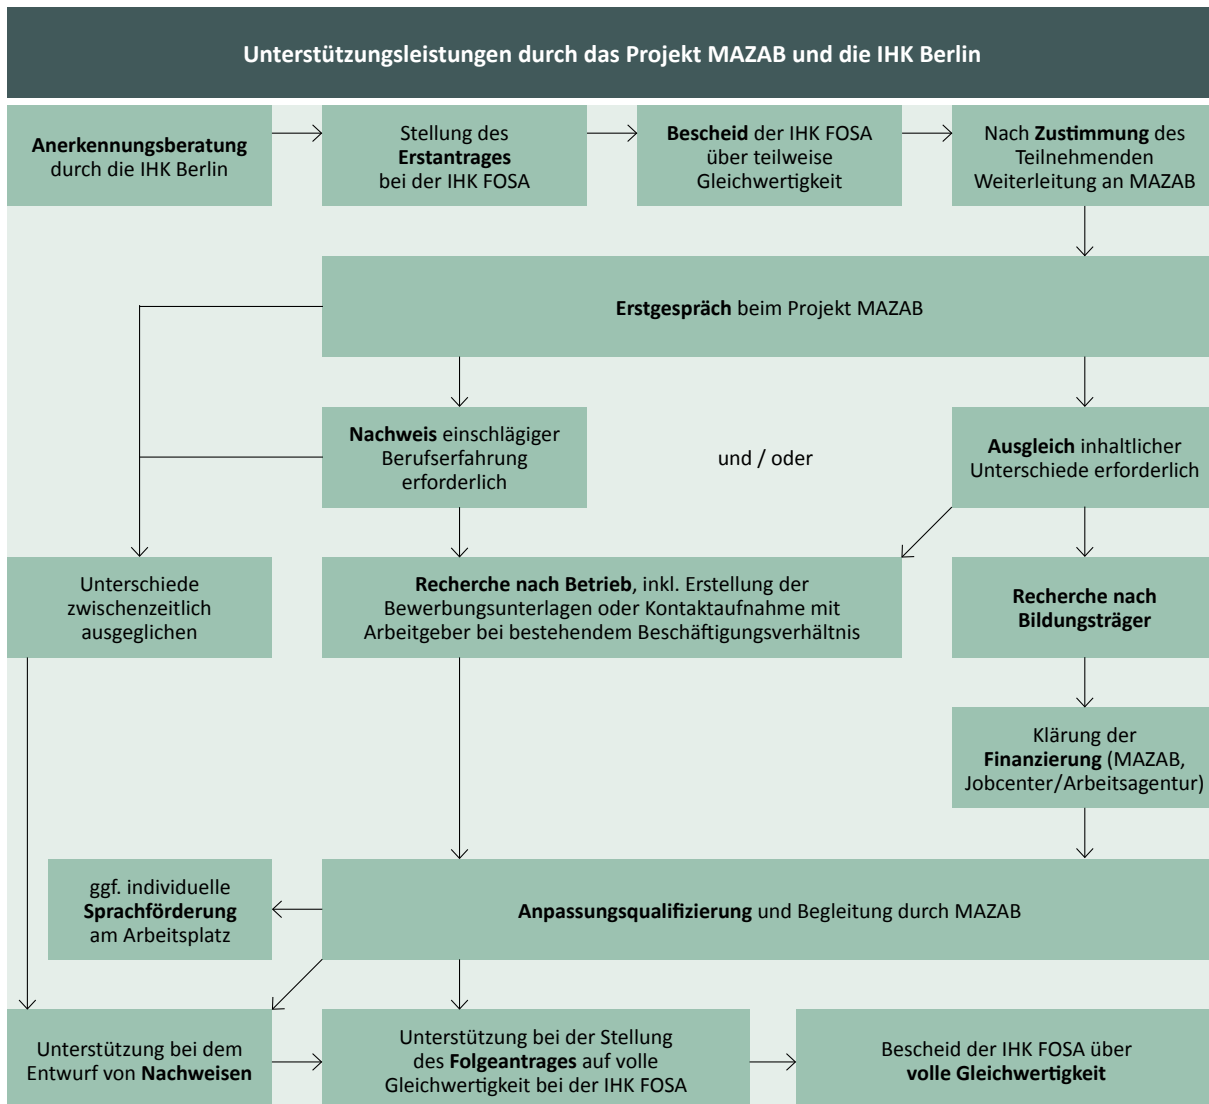 Unterstützungsleistungen durch das Projekt MAZAB und die IHK Berlin
Anerkennungsberatung
durch die IHK Berlin
Stellung des
Erstantrages
bei der IHK FOSA
Bescheid der IHK FOSA
über teilweise
Gleichwertigkeit
Nach Zustimmung des
Teilnehmenden
Weiterleitung an MAZAB
Erstgespräch beim Projekt MAZAB
Nachweis einschlägiger
Berufserfahrung
erforderlich
und / oder
Ausgleich inhaltlicher
Unterschiede erforderlich
Unterschiede
zwischenzeitlich
ausgeglichen
Recherche nach Betrieb, inkl. Erstellung der
Bewerbungsunterlagen oder Kontaktaufnahme mit
Arbeitgeber bei bestehendem Beschäftigungsverhältnis
Recherche nach
Bildungsträger
Klärung der
Finanzierung (MAZAB,
Jobcenter/Arbeitsagentur)
ggf. individuelle
Sprachförderung
am Arbeitsplatz
Anpassungsqualifizierung und Begleitung durch MAZAB
Unterstützung bei dem
Entwurf von Nachweisen
Unterstützung bei der Stellung
des Folgeantrages auf volle
Gleichwertigkeit bei der IHK FOSA
Bescheid der IHK FOSA über
volle Gleichwertigkeit